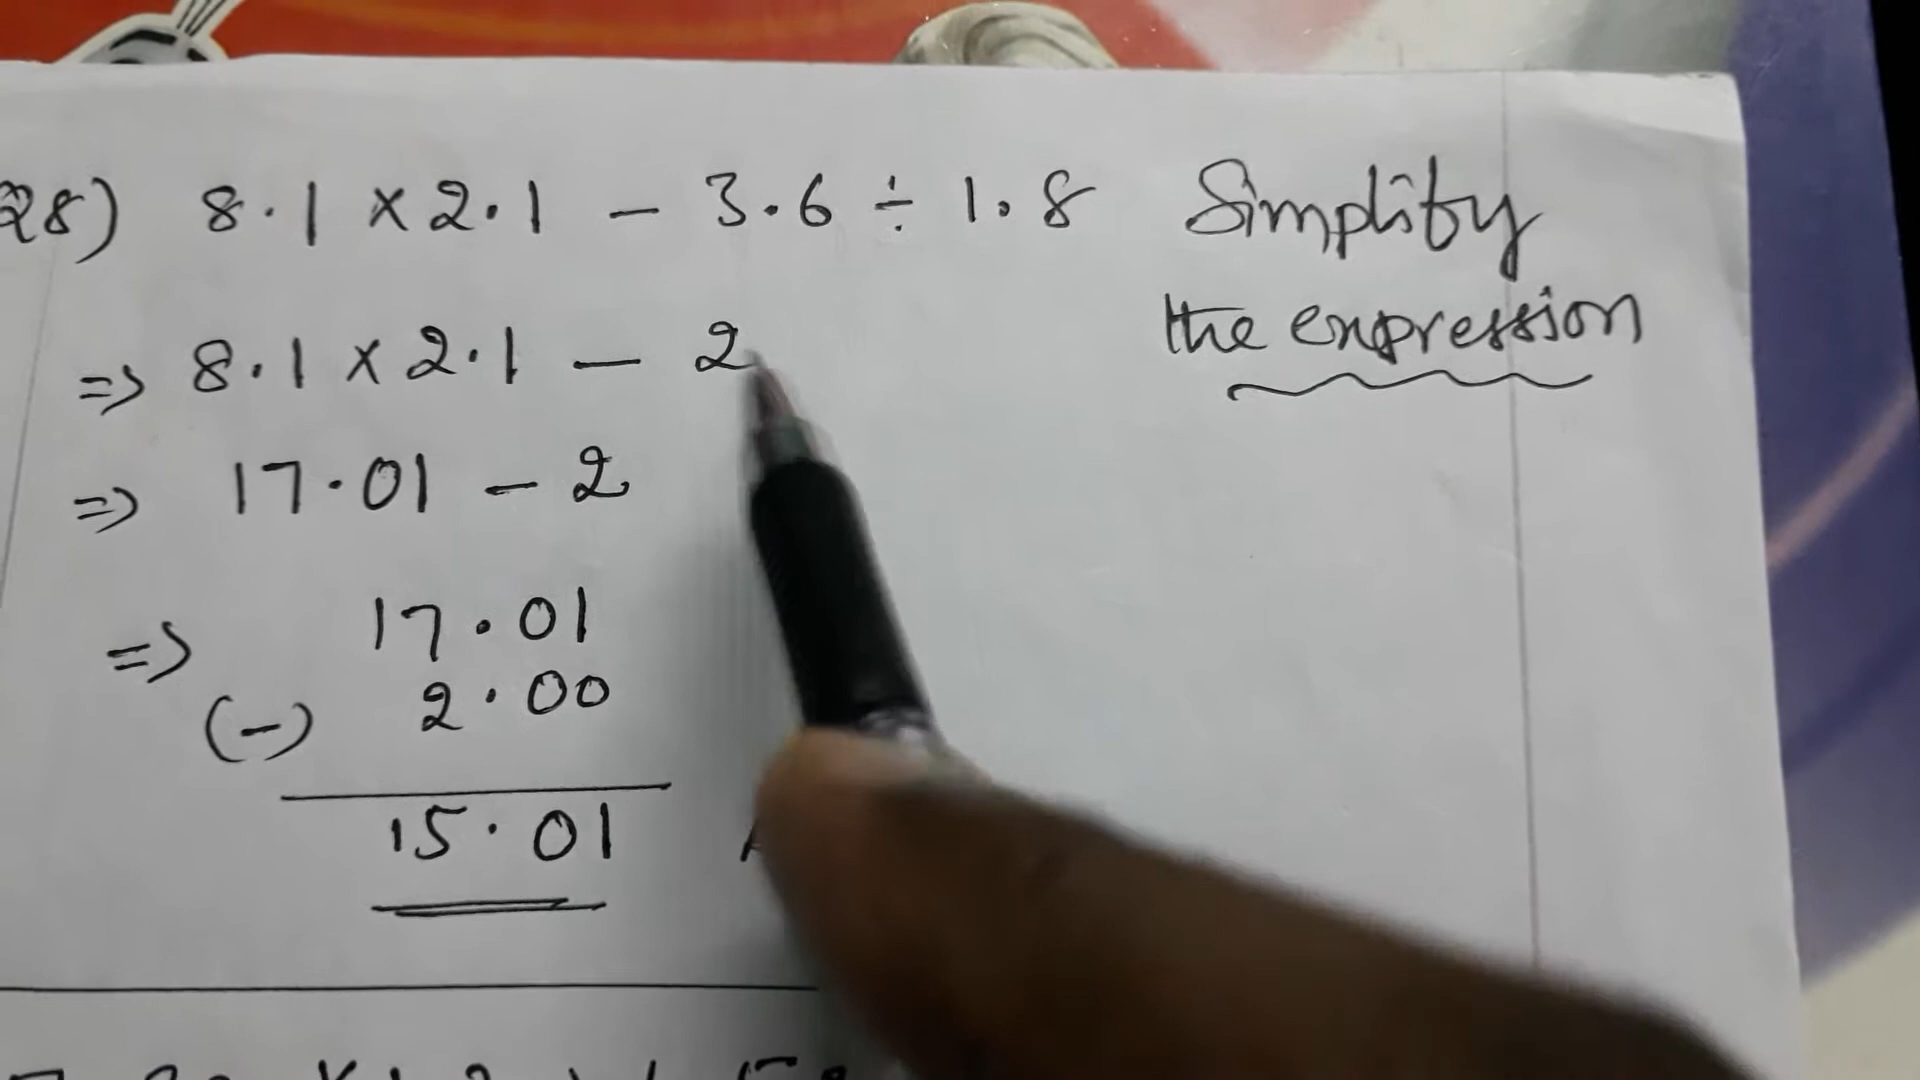 28) 8.1 × 2.1 - 3.6 ÷ 1.8 Simplify
the expression
=> 8.1 × 2.1 - 2
=> 17.01 - 2
=> 17.01
(-) 2.00
15.01